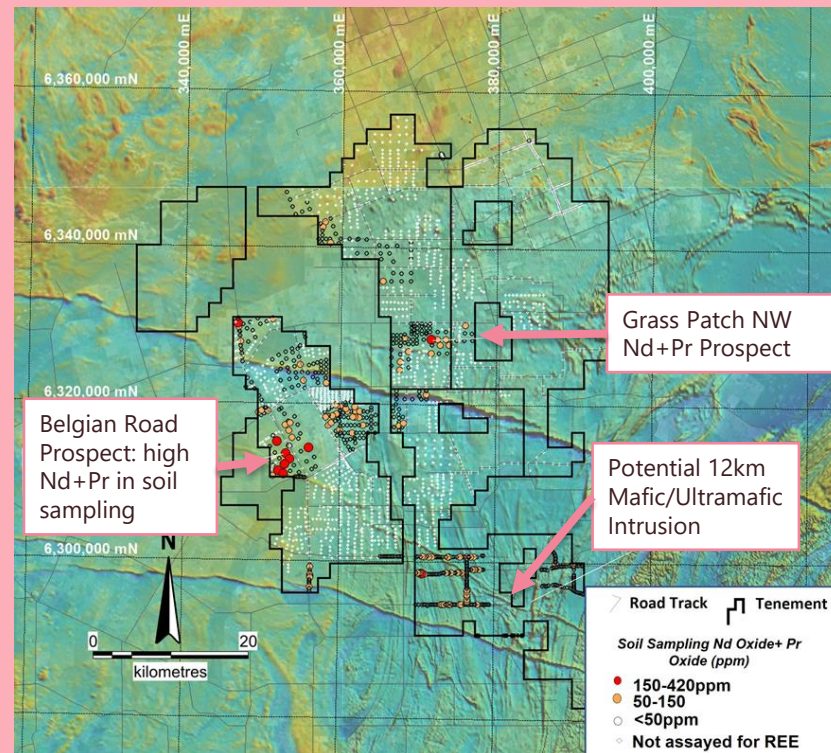 340,000 mE
360,000 mE
380,000 mE
400,000 mE
6,360,000 mN
6,340,000 mN
6,320,000 mN
6,300,000 mN
Grass Patch NW
Nd+Pr Prospect
Belgian Road
Prospect: high
Nd+Pr in soil
sampling
Potential 12km
Mafic/Ultramafic
Intrusion
N
0 20
kilometres
Road Track Tenement
Soil Sampling Nd Oxide+ Pr
Oxide (ppm)
150-420ppm
50-150
<50ppm
Not assayed for REE